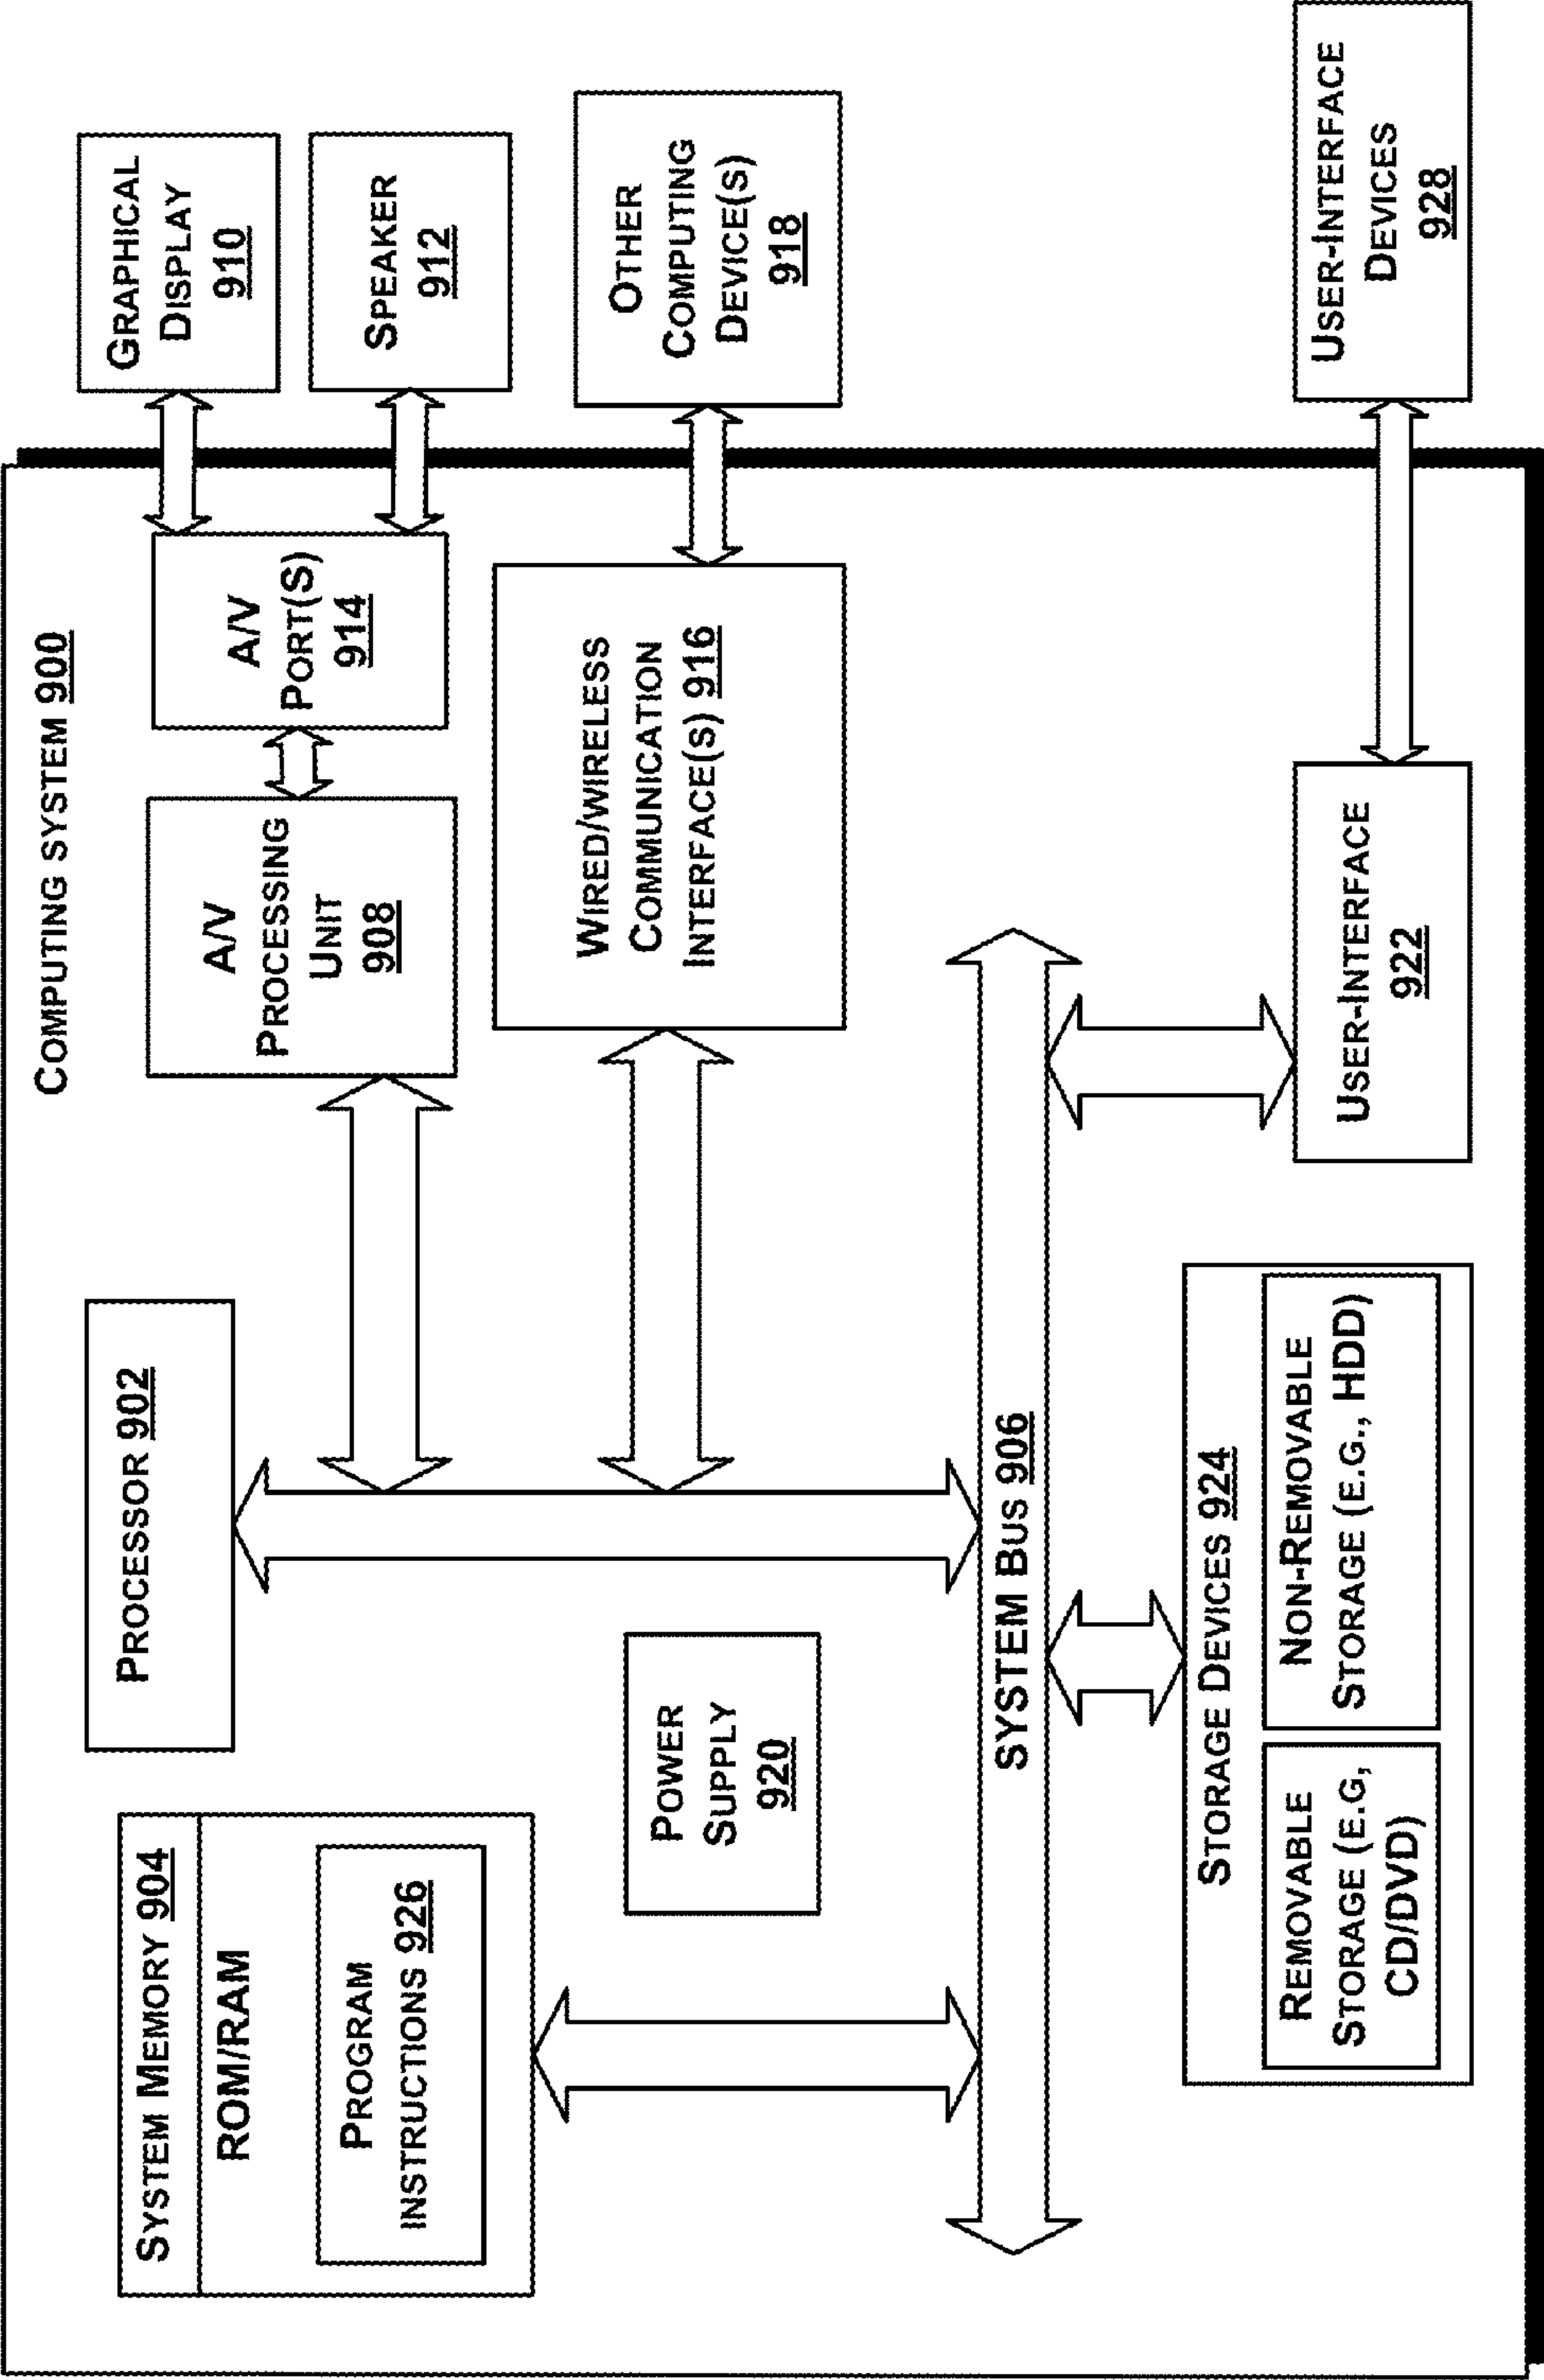 COMPUTING SYSTEM 900
SYSTEM MEMORY 904
ROM/RAM
PROGRAM
INSTRUCTIONS 926
PROCESSOR 902
A/V
PROCESSING
UNIT
908
A/V
PORT(S)
914
GRAPHICAL
DISPLAY
910
SPEAKER
912
POWER
SUPPLY
920
WIRED/WIRELESS
COMMUNICATION
INTERFACE(S) 916
OTHER
COMPUTING
DEVICE(S)
918
SYSTEM BUS 906
STORAGE DEVICES 924
REMOVABLE
STORAGE (E.G,
CD/DVD)
NON-REMOVABLE
STORAGE (E.G., HDD)
USER-INTERFACE
922
USER-INTERFACE
DEVICES
928